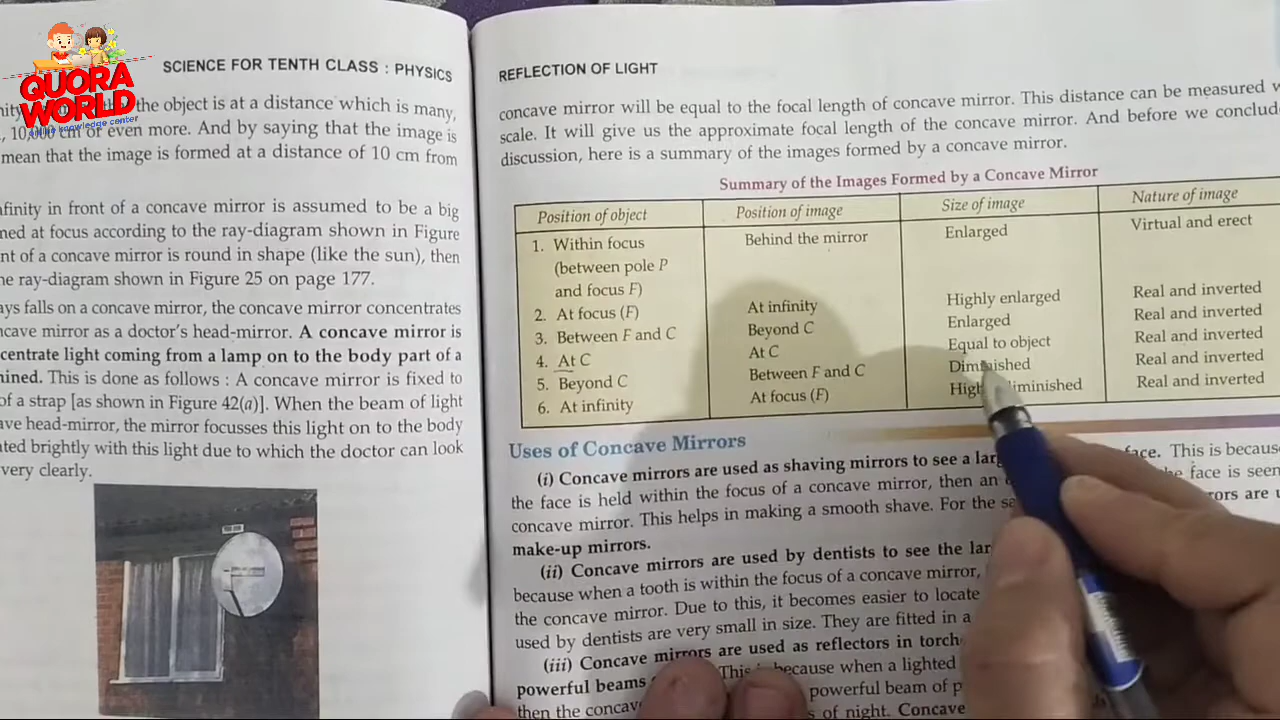 QUORA
WORLD
online knowledge center
SCIENCE FOR TENTH CLASS : PHYSICS
the object is at a distance which is many,
10,000 cm or even more. And by saying that the image is
mean that the image is formed at a distance of 10 cm from
infinity in front of a concave mirror is assumed to be a big
ned at focus according to the ray-diagram shown in Figure
nt of a concave mirror is round in shape (like the sun), then
he ray-diagram shown in Figure 25 on page 177.
ays falls on a concave mirror, the concave mirror concentrates
ncave mirror as a doctor's head-mirror. A concave mirror is
centrate light coming from a lamp on to the body part of a
mined. This is done as follows : A concave mirror is fixed to
of a strap [as shown in Figure 42(a)]. When the beam of light
ave head-mirror, the mirror focusses this light on to the body
ated brightly with this light due to which the doctor can look
very clearly.
REFLECTION OF LIGHT
concave mirror will be equal to the focal length of concave mirror. This distance can be measured
scale. It will give us the approximate focal length of the concave mirror. And before we conclud
discussion, here is a summary of the images formed by a concave mirror.
Summary of the Images Formed by a Concave Mirror
Position of object Position of image Size of image Nature of image
1. Within focus Behind the mirror Enlarged Virtual and erect
(between pole P
and focus F)
2. At focus (F) At infinity Highly enlarged Real and inverted
3. Between F and C Beyond C Enlarged Real and inverted
4. At C At C Equal to object Real and inverted
5. Beyond C Between F and C Diminished Real and inverted
6. At infinity At focus (F) Highly diminished Real and inverted
Uses of Concave Mirrors
(i) Concave mirrors are used as shaving mirrors to see a larg face. This is becaus
the face is held within the focus of a concave mirror, then an the face is seen
concave mirror. This helps in making a smooth shave. For the sa rors are u
make-up mirrors.
(ii) Concave mirrors are used by dentists to see the lar
because when a tooth is within the focus of a concave mirror,
the concave mirror. Due to this, it becomes easier to locate
used by dentists are very small in size. They are fitted in a
(iii) Concave mirrors are used as reflectors in torch
powerful beams This is because when a lighted
then the concav powerful beam of p
s of night. Concave